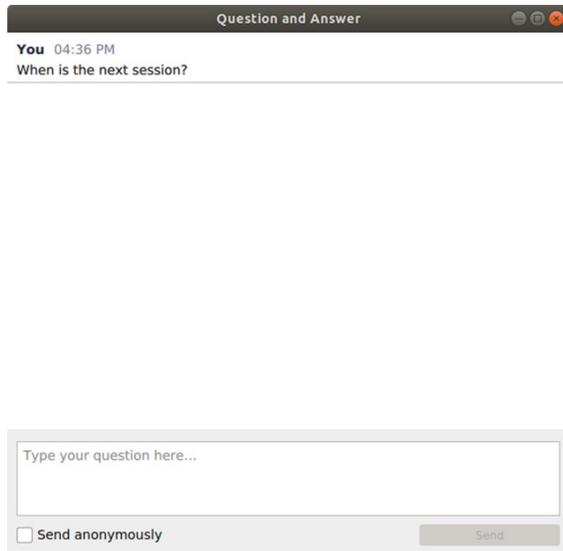 Question and Answer
You 04:36 PM
When is the next session?
Type your question here...
Send anonymously
Send